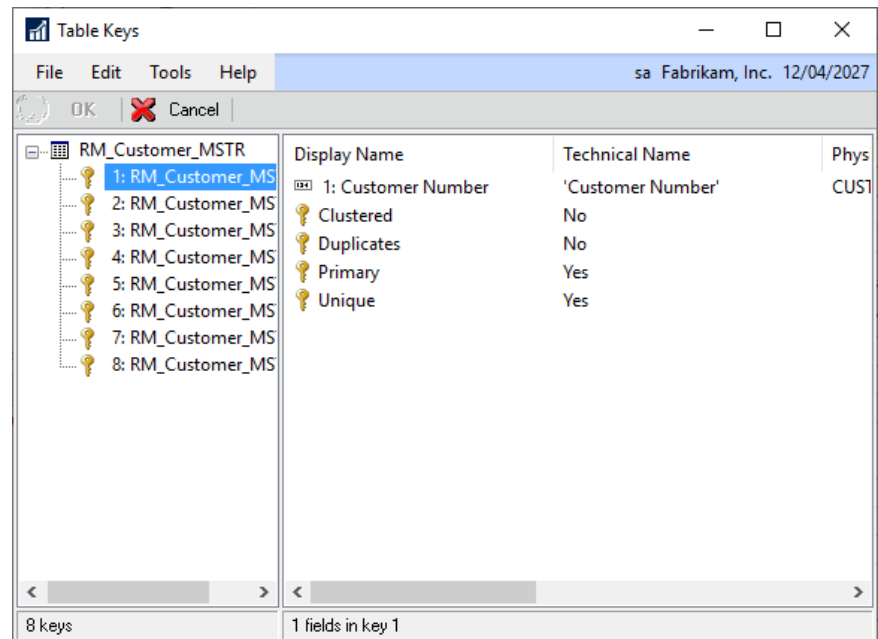 Table Keys
File Edit Tools Help sa Fabrikam, Inc. 12/04/2027
OK Cancel
RM_Customer_MSTR
1: RM_Customer_MS
2: RM_Customer_MS
3: RM_Customer_MS
4: RM_Customer_MS
5: RM_Customer_MS
6: RM_Customer_MS
7: RM_Customer_MS
8: RM_Customer_MS
Display Name Technical Name Phys
1: Customer Number 'Customer Number' CUST
Clustered No
Duplicates No
Primary Yes
Unique Yes
8 keys
1 fields in key 1